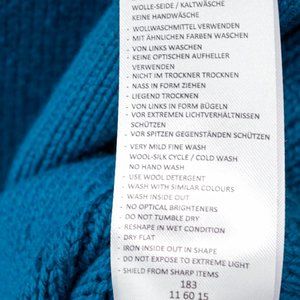 WOLLE-SEIDE / KALTWÄSCHE
KEINE HANDWÄSCHE
- WOLLWASCHMITTEL VERWENDEN
- MIT ÄHNLICHEN FARBEN WASCHEN
- VON LINKS WASCHEN
- KEINE OPTISCHEN AUFHELLER
VERWENDEN
- NICHT IM TROCKNER TROCKNEN
- NASS IN FORM ZIEHEN
- LIEGEND TROCKNEN
- VON LINKS IN FORM BÜGELN
- VOR EXTREMEN LICHTVERHÄLTNISSEN
SCHÜTZEN
- VOR SPITZEN GEGENSTÄNDEN SCHÜTZEN
- VERY MILD FINE WASH
WOOL-SILK CYCLE / COLD WASH
NO HAND WASH
- USE WOOL DETERGENT
- WASH WITH SIMILAR COLOURS
- WASH INSIDE OUT
- NO OPTICAL BRIGHTENERS
- DO NOT TUMBLE DRY
- RESHAPE IN WET CONDITION
- DRY FLAT
- IRON INSIDE OUT IN SHAPE
- DO NOT EXPOSE TO EXTREME LIGHT
- SHIELD FROM SHARP ITEMS
183
11 60 15